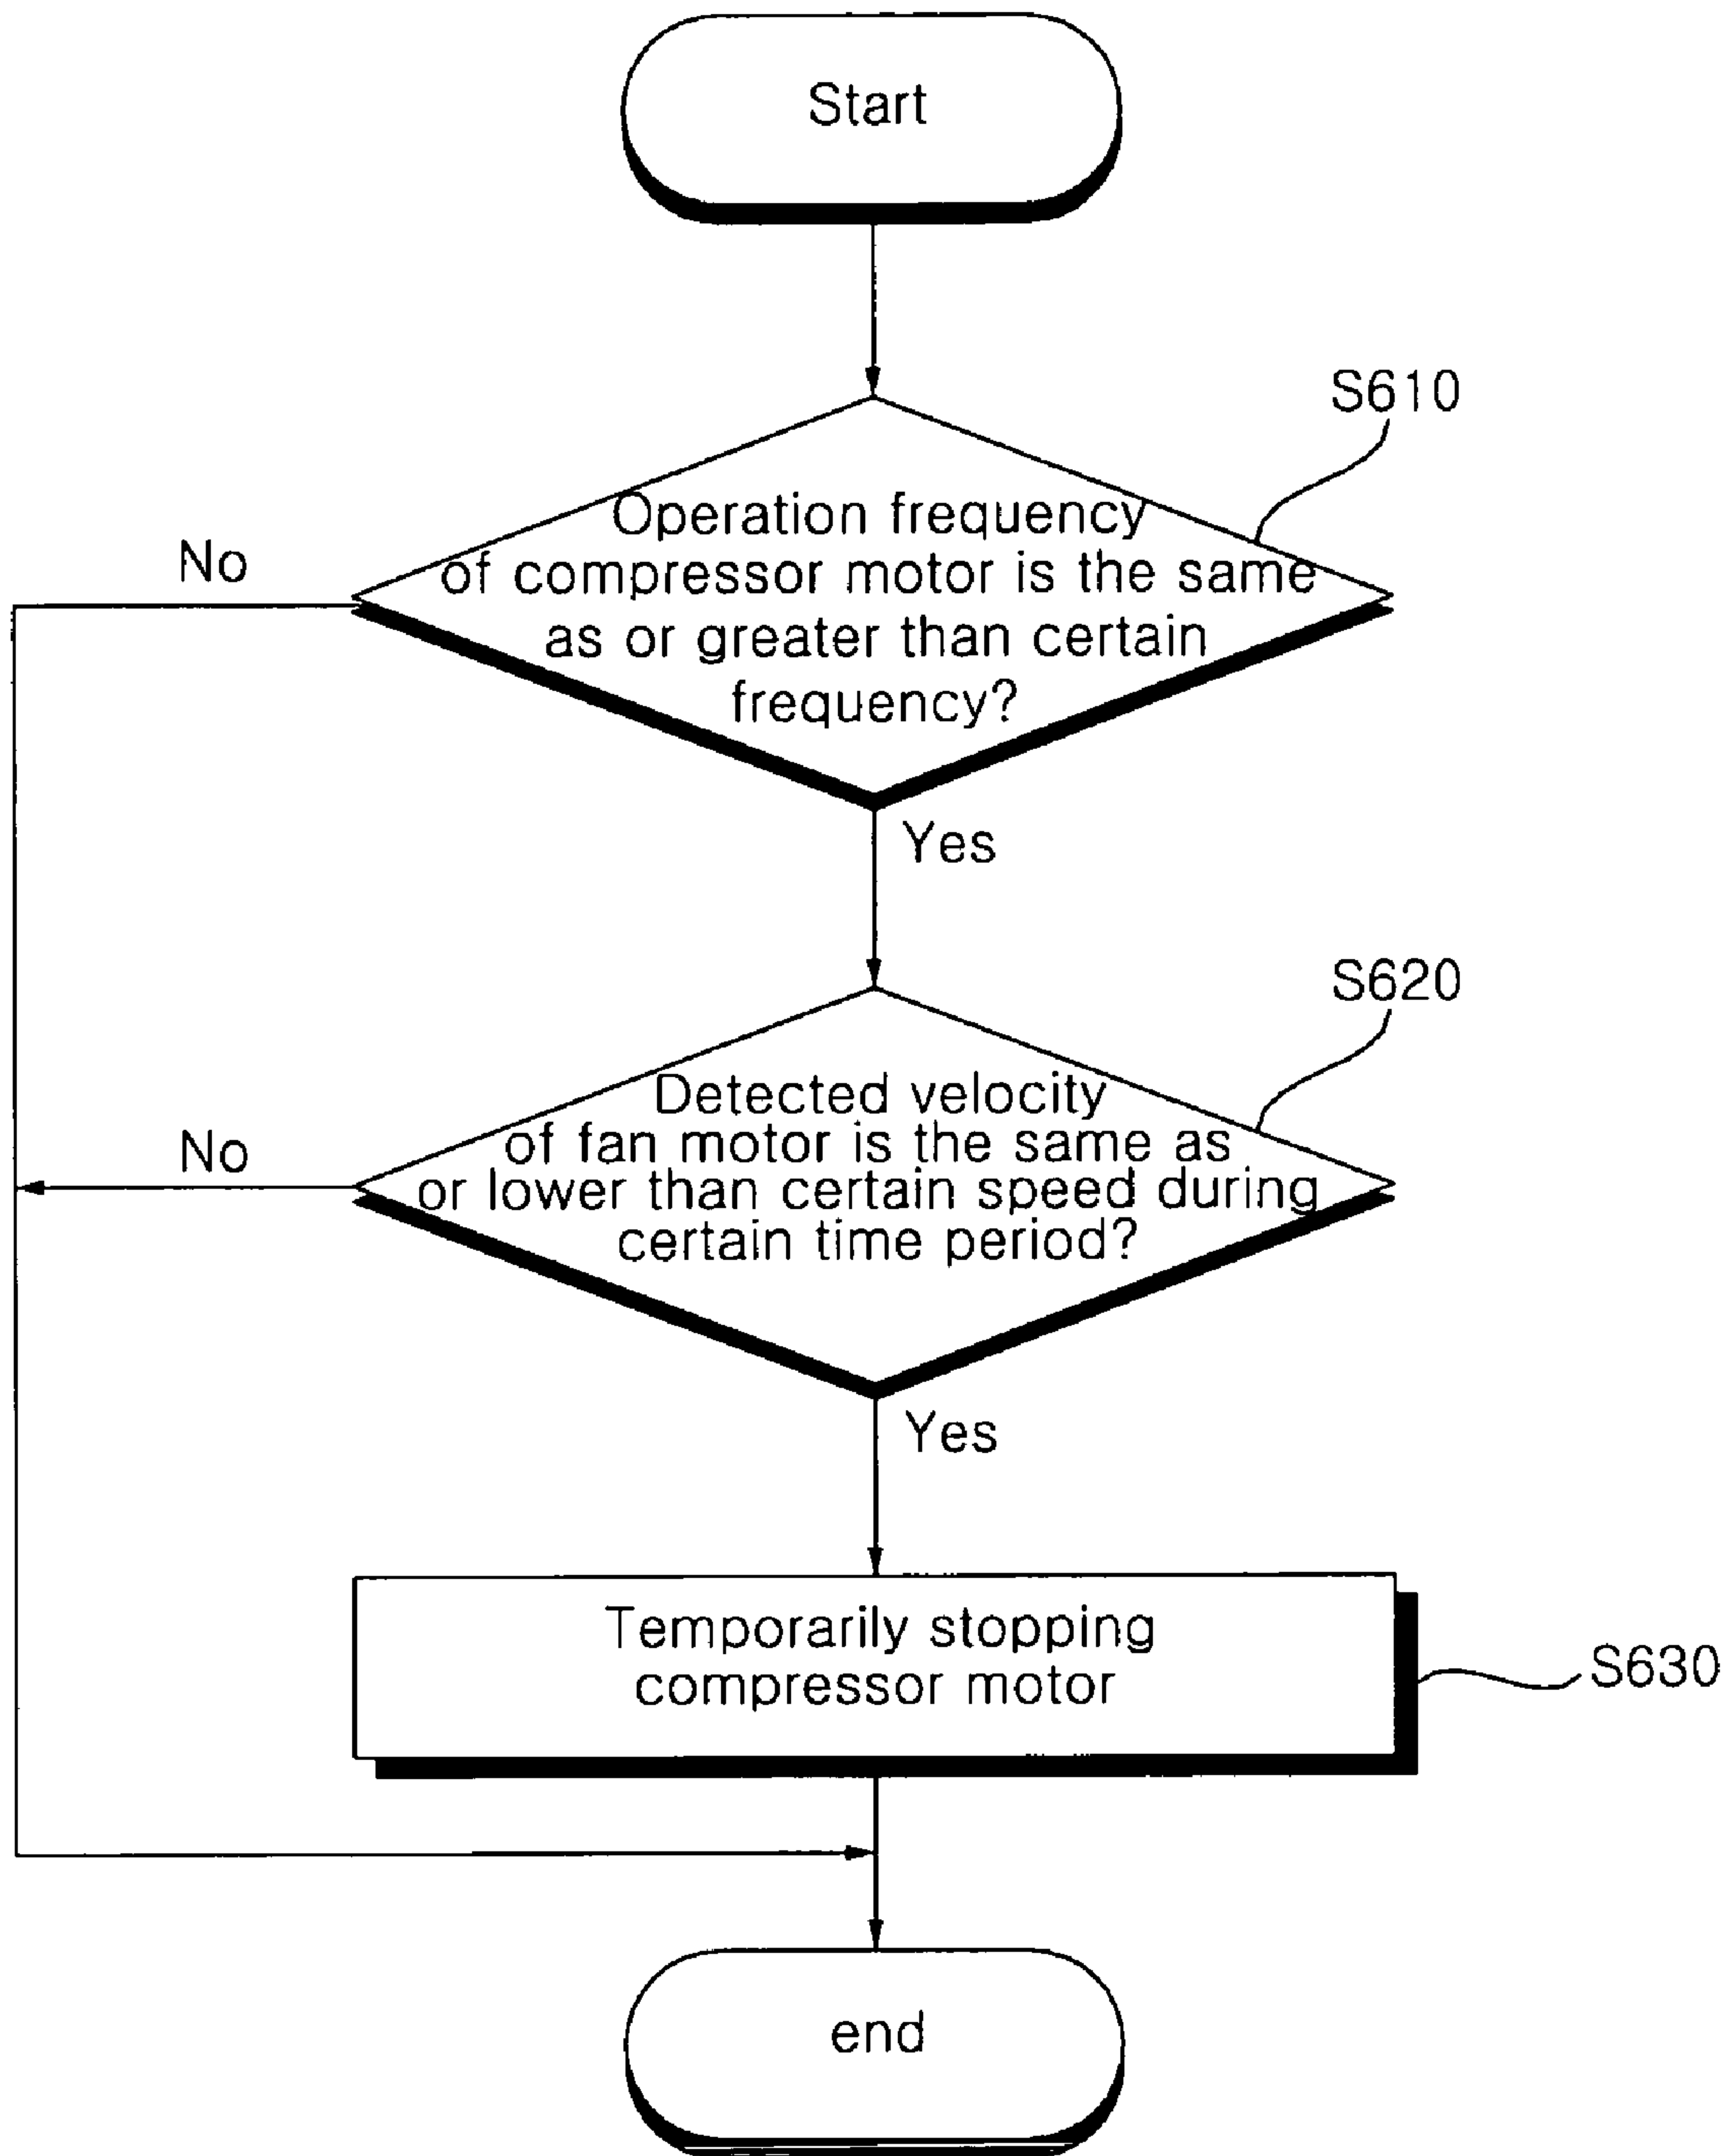 Start
S610
Operation frequency
of compressor motor is the same
as or greater than certain
frequency?
No
Yes
S620
Detected velocity
of fan motor is the same as
or lower than certain speed during
certain time period?
No
Yes
Temporarily stopping
compressor motor
S630
end